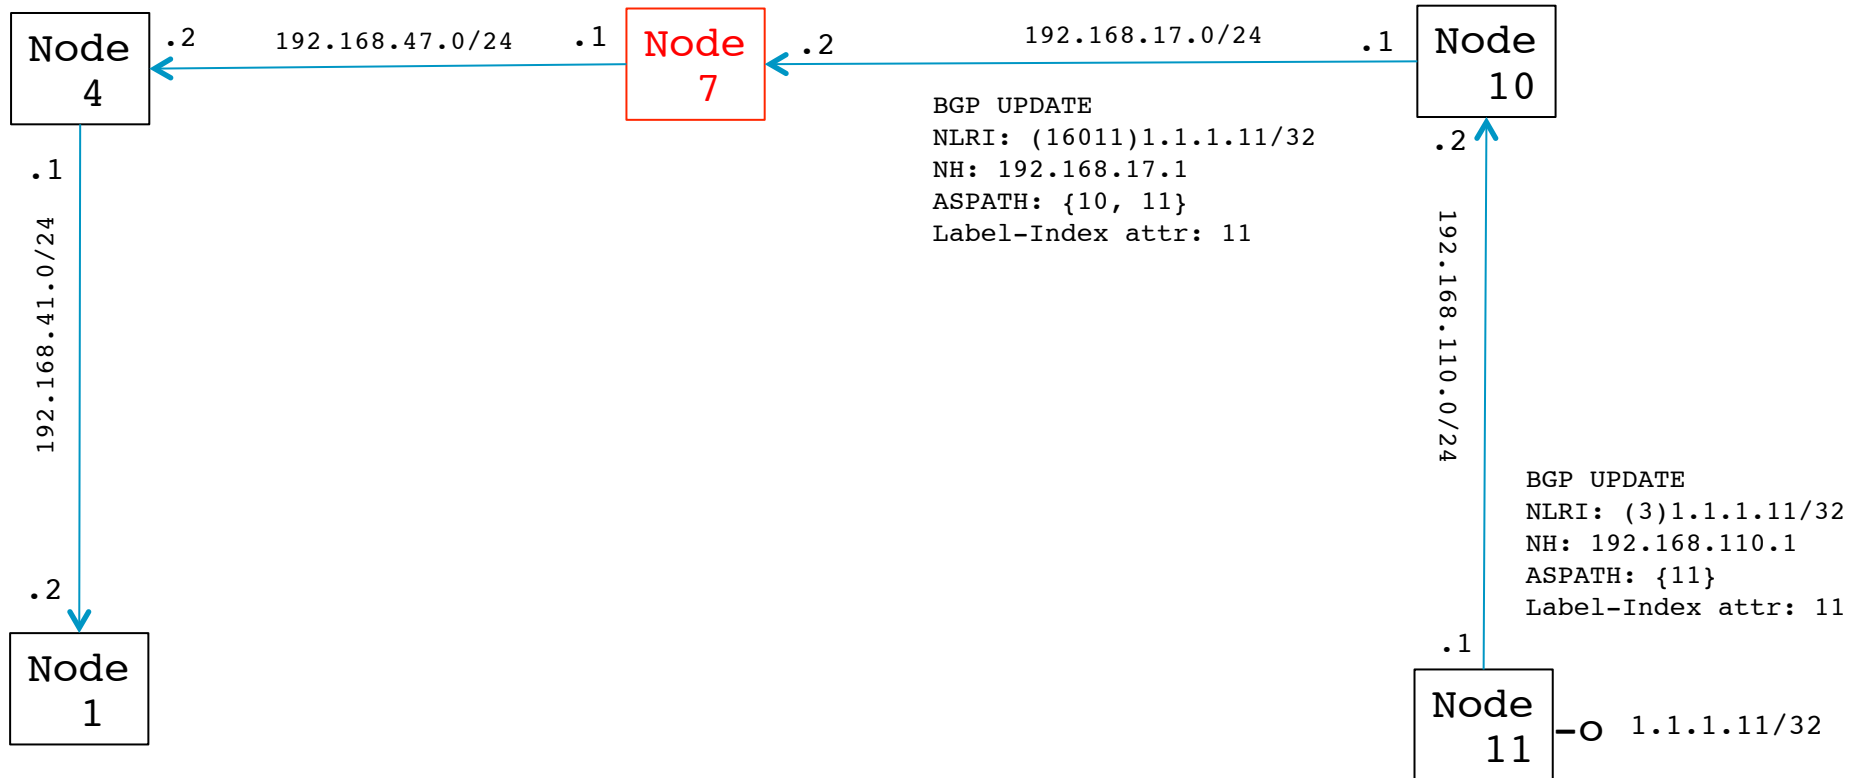 Node
4
.2
192.168.47.0/24
.1
Node
7
.2
192.168.17.0/24
.1
Node
10
BGP UPDATE
NLRI: (16011)1.1.1.11/32
NH: 192.168.17.1
ASPATH: {10, 11}
Label-Index attr: 11
.1
192.168.41.0/24
.2
Node
1
.2
192.168.110.0/24
BGP UPDATE
NLRI: (3)1.1.1.11/32
NH: 192.168.110.1
ASPATH: {11}
Label-Index attr: 11
.1
Node
11
1.1.1.11/32